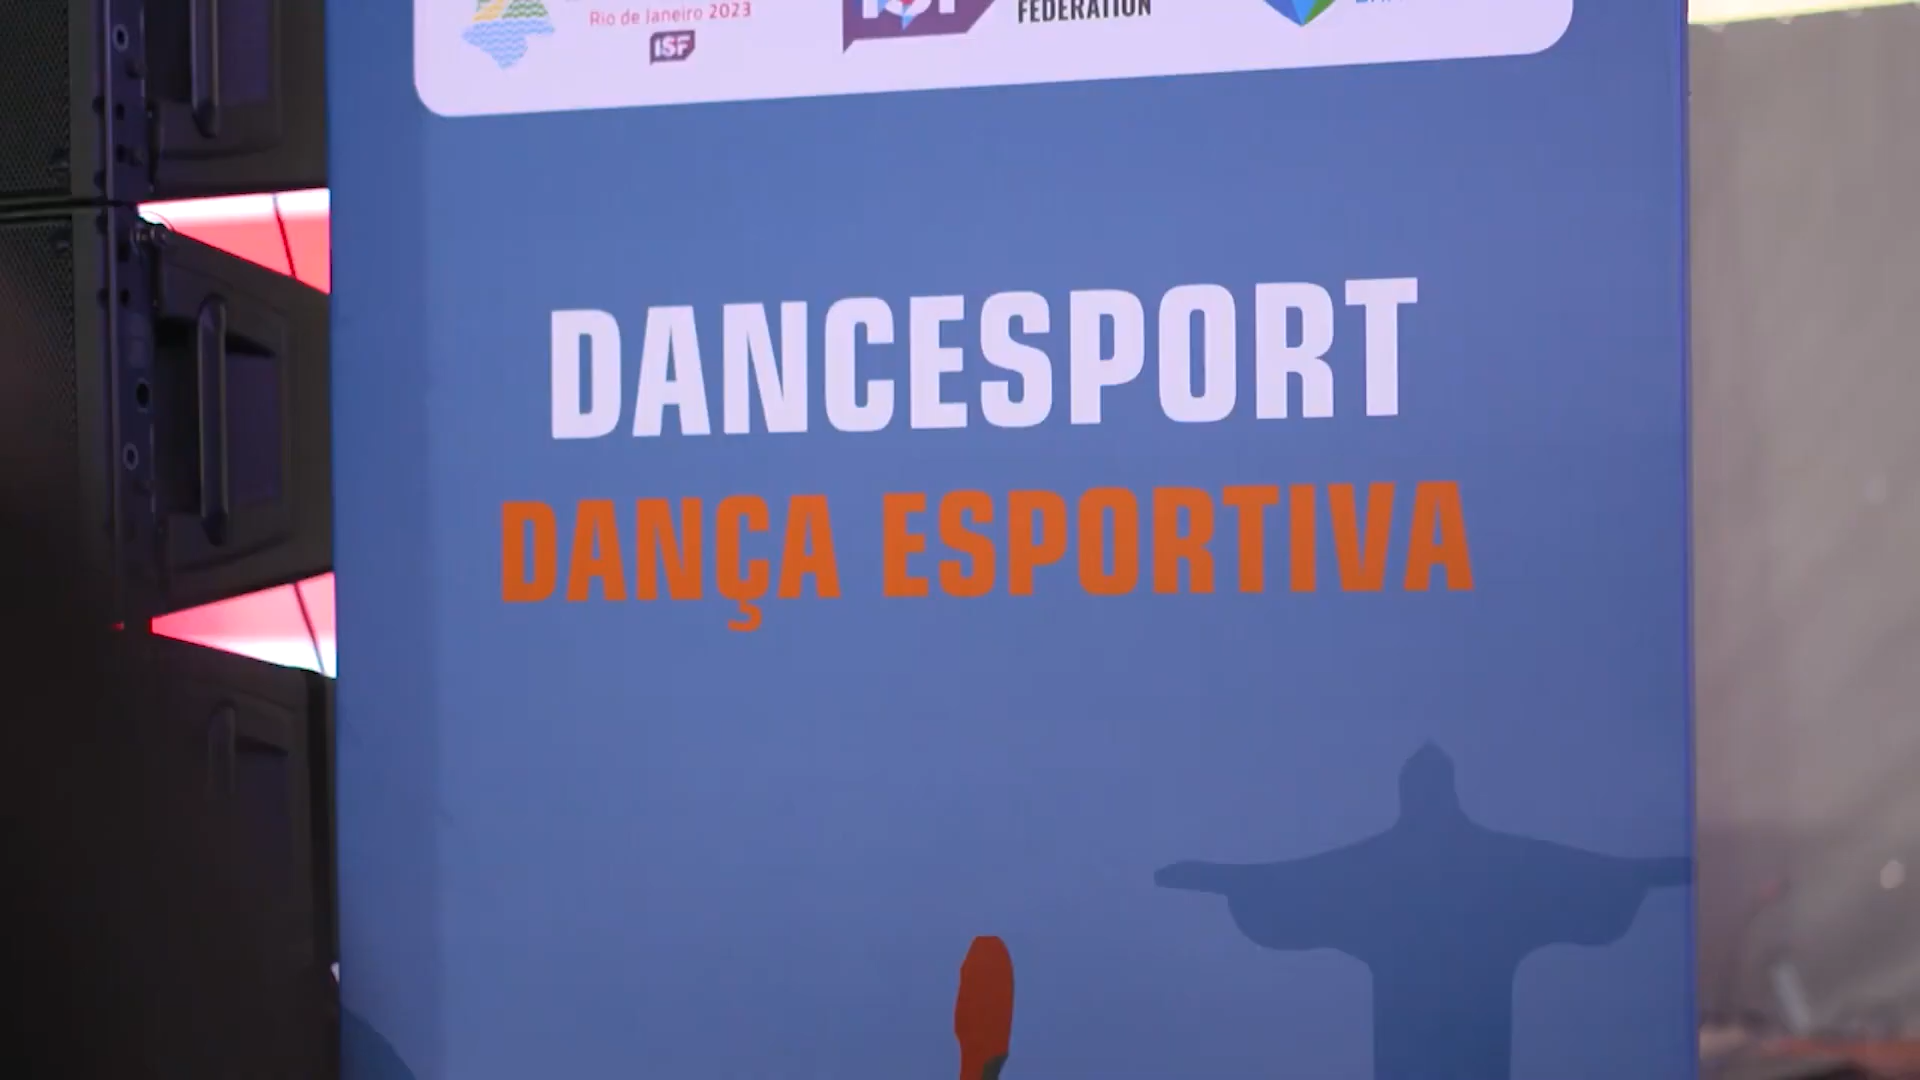 Rio de Janeiro 2023
ISF
FEDERATION
DANCESPORT
DANÇA ESPORTIVA